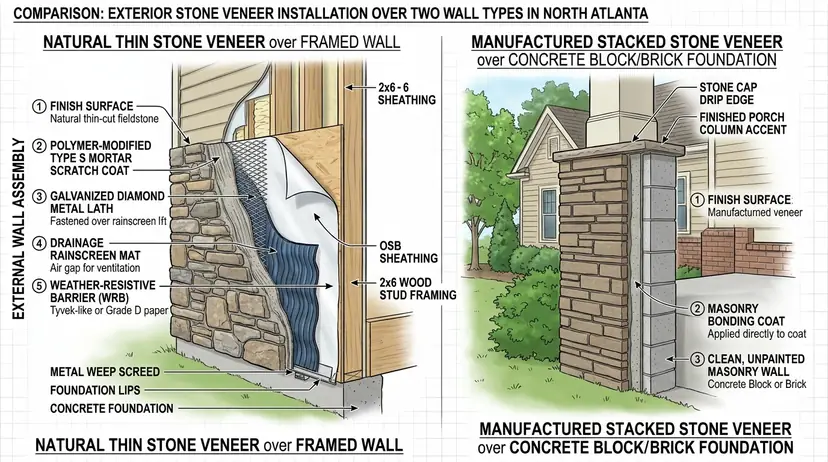 COMPARISON: EXTERIOR STONE VENEER INSTALLATION OVER TWO WALL TYPES IN NORTH ATLANTA
NATURAL THIN STONE VENEER over FRAMED WALL
EXTERNAL WALL ASSEMBLY
1 FINISH SURFACE
Natural thin-cut fieldstone
2 POLYMER-MODIFIED
TYPE S MORTAR
SCRATCH COAT
3 GALVANIZED DIAMOND
METAL LATH
Fastened over rainscreen lft
4 DRAINAGE
RAINSCREEN MAT
Air gap for ventilation
5 WEATHER-RESISTIVE
BARRIER (WRB)
Tyvek-like or Grade D paper
METAL WEEP SCREED
FOUNDATION LIPS
CONCRETE FOUNDATION
2x6 - 6
SHEATHING
OSB
SHEATHING
2x6 WOOD
STUD FRAMING
NATURAL THIN STONE VENEER over FRAMED WALL
MANUFACTURED STACKED STONE VENEER
over CONCRETE BLOCK/BRICK FOUNDATION
STONE CAP
DRIP EDGE
FINISHED PORCH
COLUMN ACCENT
1 FINISH SURFACE
Manufacturned veneer
2 MASONRY
BONDING COAT
Applied directly to coat
3 CLEAN, UNPAINTED
MASONRY WALL
Concrete Block or Brick
MANUFACTURED STACKED STONE VENEER
over CONCRETE BLOCK/BRICK FOUNDATION